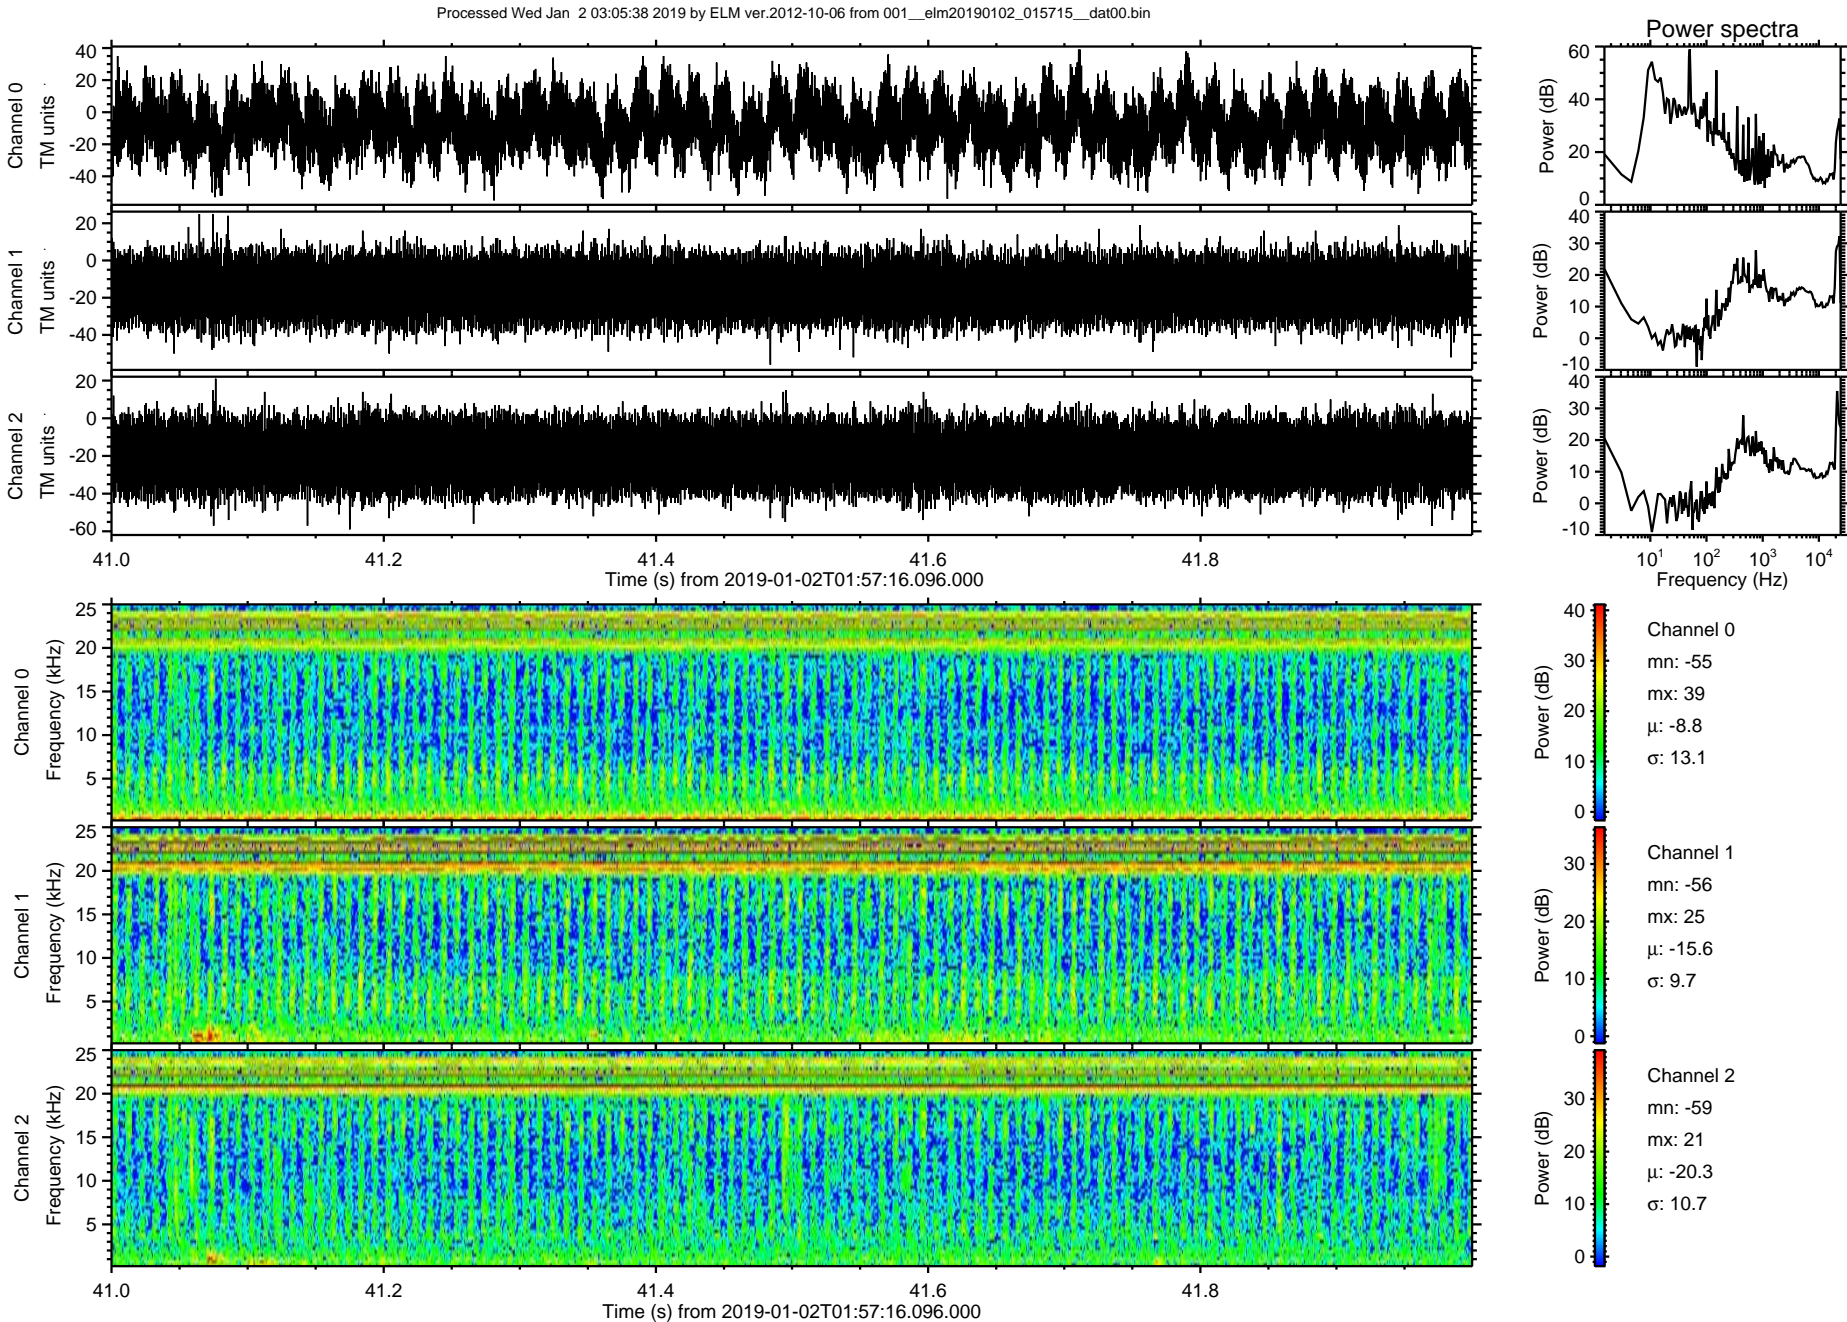 Processed Wed Jan  2 03:05:38 2019 by ELM ver.2012-10-06 from 001__elm20190102_015715__dat00.bin
Power spectra
Channel 0
TM units
40
20
0
-20
-40
Power (dB)
60
40
20
0
Channel 1
TM units
20
0
-20
-40
Power (dB)
40
30
20
10
0
-10
Channel 2
TM units
20
0
-20
-40
-60
Power (dB)
40
30
20
10
0
-10
41.0 41.2 41.4 41.6 41.8
Time (s) from 2019-01-02T01:57:16.096.000
10^1 10^2 10^3 10^4
Frequency (Hz)
Channel 0
Frequency (kHz)
25
20
15
10
5
Power (dB)
40
30
20
10
0
Channel 0
mn: -55
mx: 39
μ: -8.8
σ: 13.1
Channel 1
Frequency (kHz)
25
20
15
10
5
Power (dB)
30
20
10
0
Channel 1
mn: -56
mx: 25
μ: -15.6
σ: 9.7
Channel 2
Frequency (kHz)
25
20
15
10
5
Power (dB)
30
20
10
0
Channel 2
mn: -59
mx: 21
μ: -20.3
σ: 10.7
41.0 41.2 41.4 41.6 41.8
Time (s) from 2019-01-02T01:57:16.096.000